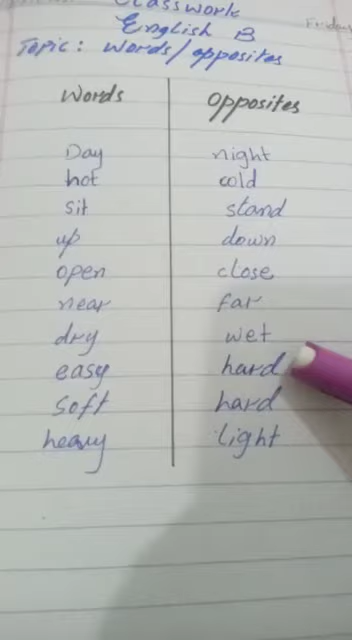 Classwork
Friday
English B
Topic: words/opposites
Words opposites
Day night
hot cold
sit stand
up down
open close
near far
dry wet
easy hard
soft hard
heavy light